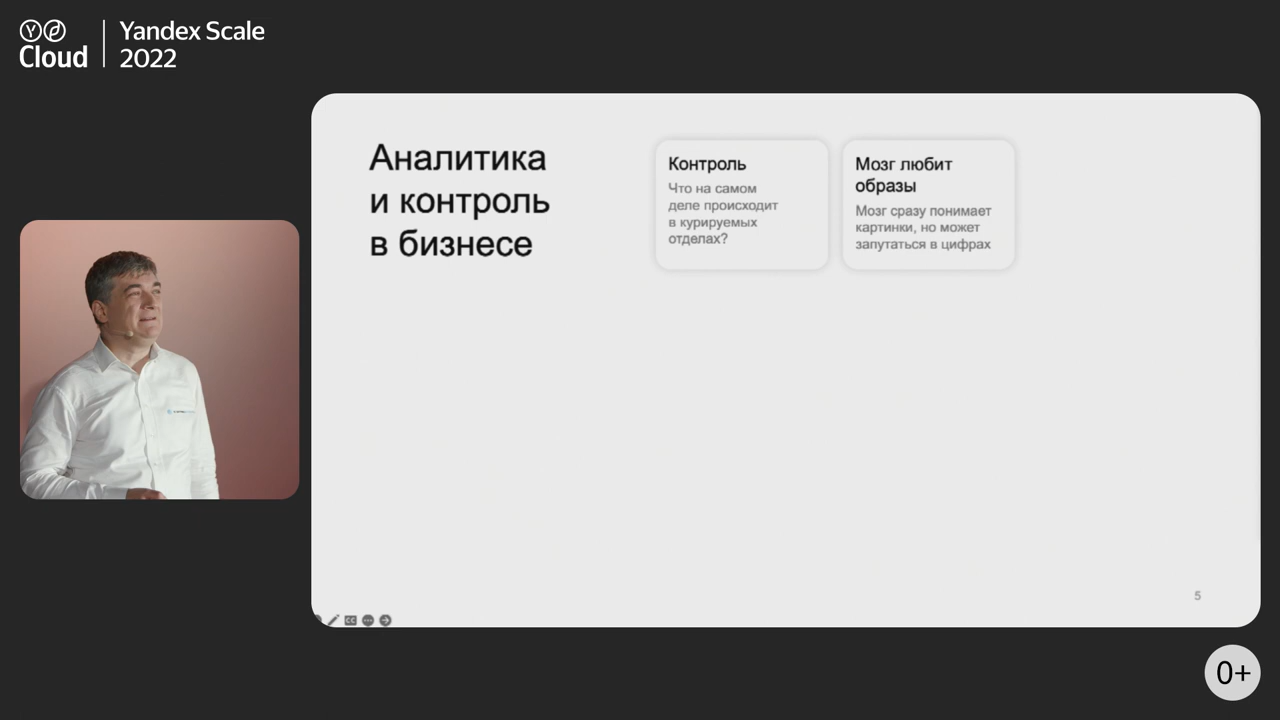 Cloud
Yandex Scale
2022
Аналитика
и контроль
в бизнесе
Контроль
Что на самом
деле происходит
в курируемых
отделах?
Мозг любит
образы
Мозг сразу понимает
картинки, но может
запутаться в цифрах
5
CC
0+